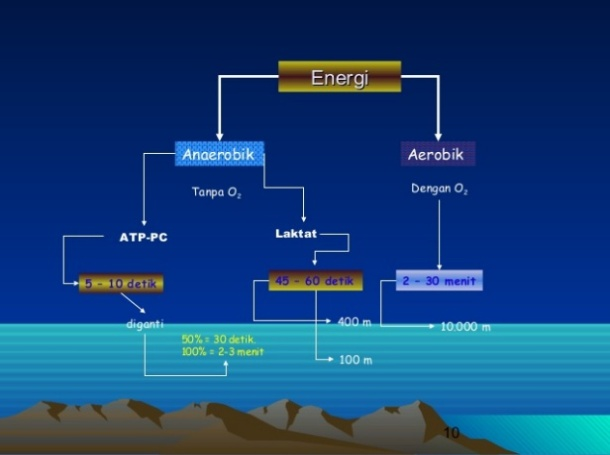 Energi
Anaerobik
Aerobik
Tanpa O₂
Dengan O₂
ATP-PC
Laktat
5 - 10 detik
45 - 60 detik
2 - 30 menit
diganti
50% = 30 detik.
100% = 2-3 menit
400 m
10.000 m
100 m
10